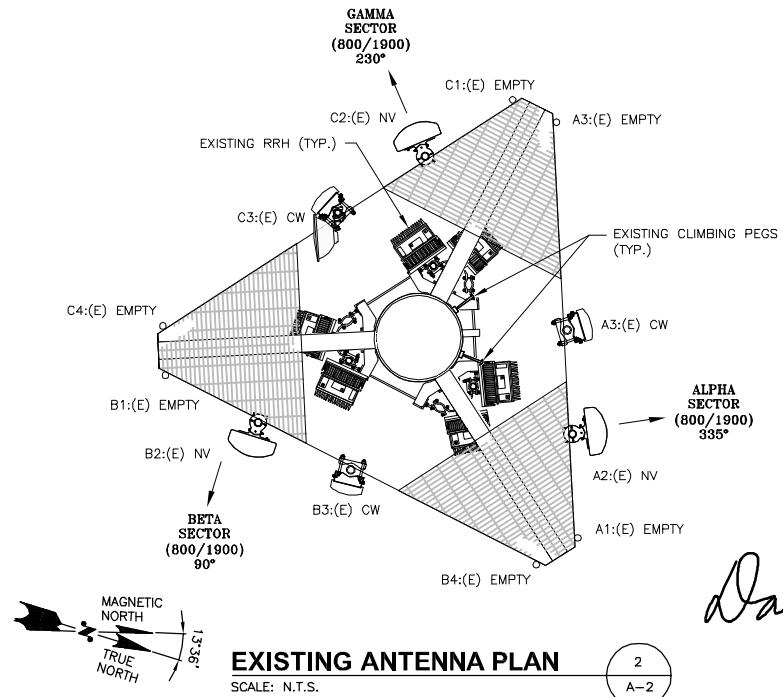 GAMMA
SECTOR
(800/1900)
230°
C1:(E) EMPTY
A3:(E) EMPTY
C2:(E) NV
EXISTING RRH (TYP.)
C3:(E) CW
EXISTING CLIMBING PEGS
(TYP.)
C4:(E) EMPTY
A3:(E) CW
B1:(E) EMPTY
ALPHA
SECTOR
(800/1900)
335°
B2:(E) NV
A2:(E) NV
B3:(E) CW
BETA
SECTOR
(800/1900)
90°
A1:(E) EMPTY
B4:(E) EMPTY
MAGNETIC
NORTH
TRUE
NORTH
13°36'
EXISTING ANTENNA PLAN
SCALE: N.T.S.
2
A-2